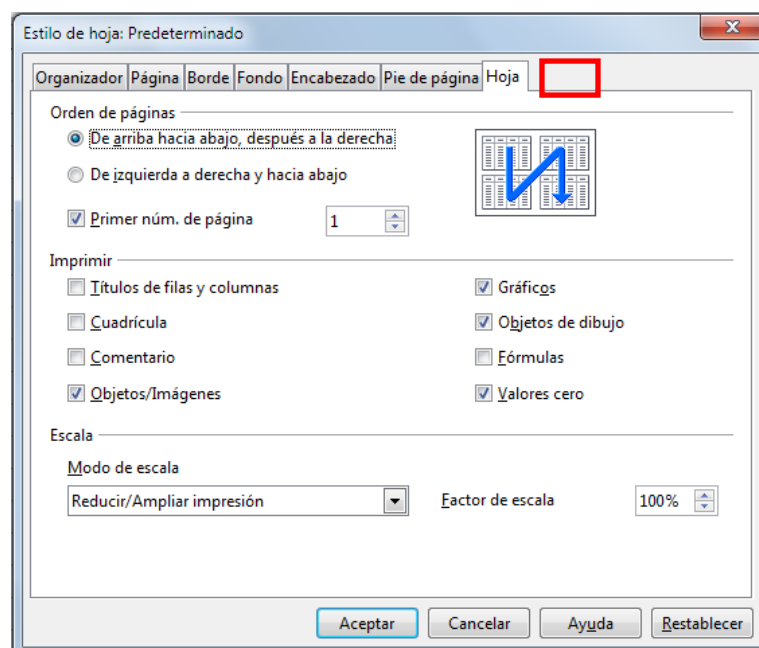 Estilo de hoja: Predeterminado
Organizador Página Borde Fondo Encabezado Pie de página Hoja
Orden de páginas
De arriba hacia abajo, después a la derecha
De izquierda a derecha y hacia abajo
Primer núm. de página 1
Imprimir
Títulos de filas y columnas Gráficos
Cuadrícula Objetos de dibujo
Comentario Fórmulas
Objetos/Imágenes Valores cero
Escala
Modo de escala
Reducir/Ampliar impresión Factor de escala 100%
Aceptar Cancelar Ayuda Restablecer